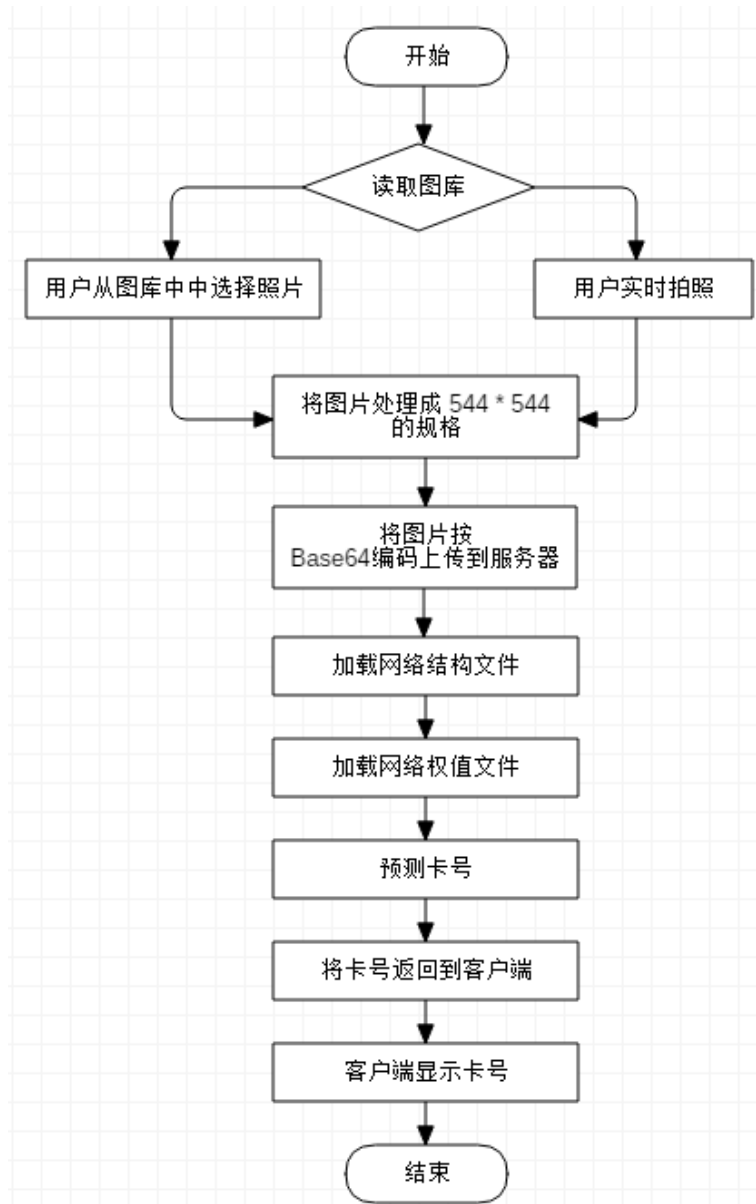 开始
读取图库
用户从图库中中选择照片
用户实时拍照
将图片处理成 544 * 544
的规格
将图片按
Base64编码上传到服务器
加载网络结构文件
加载网络权值文件
预测卡号
将卡号返回到客户端
客户端显示卡号
结束